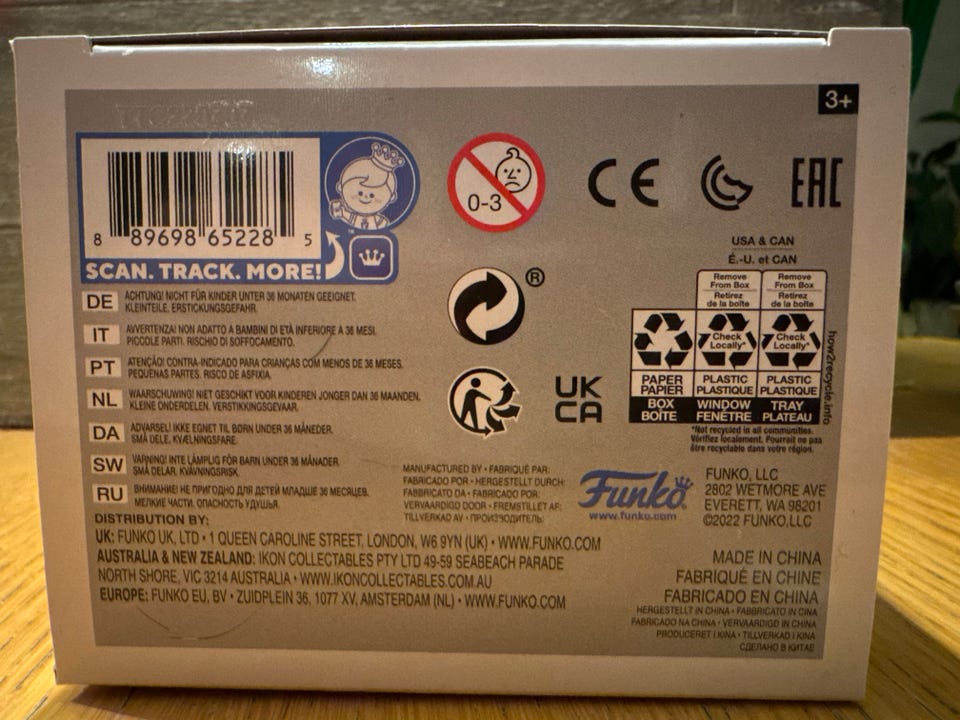 3+
8 89698 65228 5
SCAN. TRACK. MORE!
™
0-3
CE
EAC
®
UK
CA
USA & CAN
É.-U. et CAN
Remove
From Box
Retirez
de la boîte
Remove
From Box
Retirez
de la boîte
Check
Locally*
Check
Locally*
PAPER
PAPIER
PLASTIC
PLASTIQUE
PLASTIC
PLASTIQUE
BOX
BOÎTE
WINDOW
FENÊTRE
TRAY
PLATEAU
how2recycle.info
*Not recycled in all communities.
Vérifiez localement. Pourrait ne pas
être recyclable dans votre région.
DE ACHTUNG! NICHT FÜR KINDER UNTER 36 MONATEN GEEIGNET.
KLEINTEILE. ERSTICKUNGSGEFAHR.
IT AVVERTENZA! NON ADATTO A BAMBINI DI ETÀ INFERIORE A 36 MESI.
PICCOLE PARTI. RISCHIO DI SOFFOCAMENTO.
PT ATENÇÃO! CONTRA-INDICADO PARA CRIANÇAS COM MENOS DE 36 MESES.
PEQUENAS PARTES. RISCO DE ASFIXIA.
NL WAARSCHUWING! NIET GESCHIKT VOOR KINDEREN JONGER DAN 36 MAANDEN.
KLEINE ONDERDELEN. VERSTIKKINGSGEVAAR.
DA ADVARSEL! IKKE EGNET TIL BØRN UNDER 36 MÅNEDER.
SMÅ DELE. KVÆLNINGSFARE.
SW VARNING! INTE LÄMPLIG FÖR BARN UNDER 36 MÅNADER.
SMÅ DELAR. KVÄVNINGSRISK.
RU ВНИМАНИЕ! НЕ ПРИГОДНО ДЛЯ ДЕТЕЙ МЛАДШЕ 36 МЕСЯЦЕВ.
МЕЛКИЕ ЧАСТИ. ОПАСНОСТЬ УДУШЬЯ.
MANUFACTURED BY • FABRIQUÉ PAR:
FABRICADO POR • HERGESTELLT DURCH:
FABBRICATO DA • FABRICADO POR:
VERVAARDIGD DOOR • FREMSTILLET AF:
TILLVERKAD AV • ПРОИЗВОДИТЕЛЬ:
Funko®
www.funko.com
FUNKO, LLC
2802 WETMORE AVE
EVERETT, WA 98201
©2022 FUNKO,LLC
DISTRIBUTION BY:
UK: FUNKO UK, LTD • 1 QUEEN CAROLINE STREET, LONDON, W6 9YN (UK) • WWW.FUNKO.COM
AUSTRALIA & NEW ZEALAND: IKON COLLECTABLES PTY LTD 49-59 SEABEACH PARADE
NORTH SHORE, VIC 3214 AUSTRALIA • WWW.IKONCOLLECTABLES.COM.AU
EUROPE: FUNKO EU, BV • ZUIDPLEIN 36, 1077 XV, AMSTERDAM (NL) • WWW.FUNKO.COM
MADE IN CHINA
FABRIQUÉ EN CHINE
FABRICADO EN CHINA
HERGESTELLT IN CHINA • FABBRICATO IN CINA
FABRICADO NA CHINA • VERVAARDIGD IN CHINA
PRODUCERET I KINA • TILLVERKAD I KINA
СДЕЛАНО В КИТАЕ